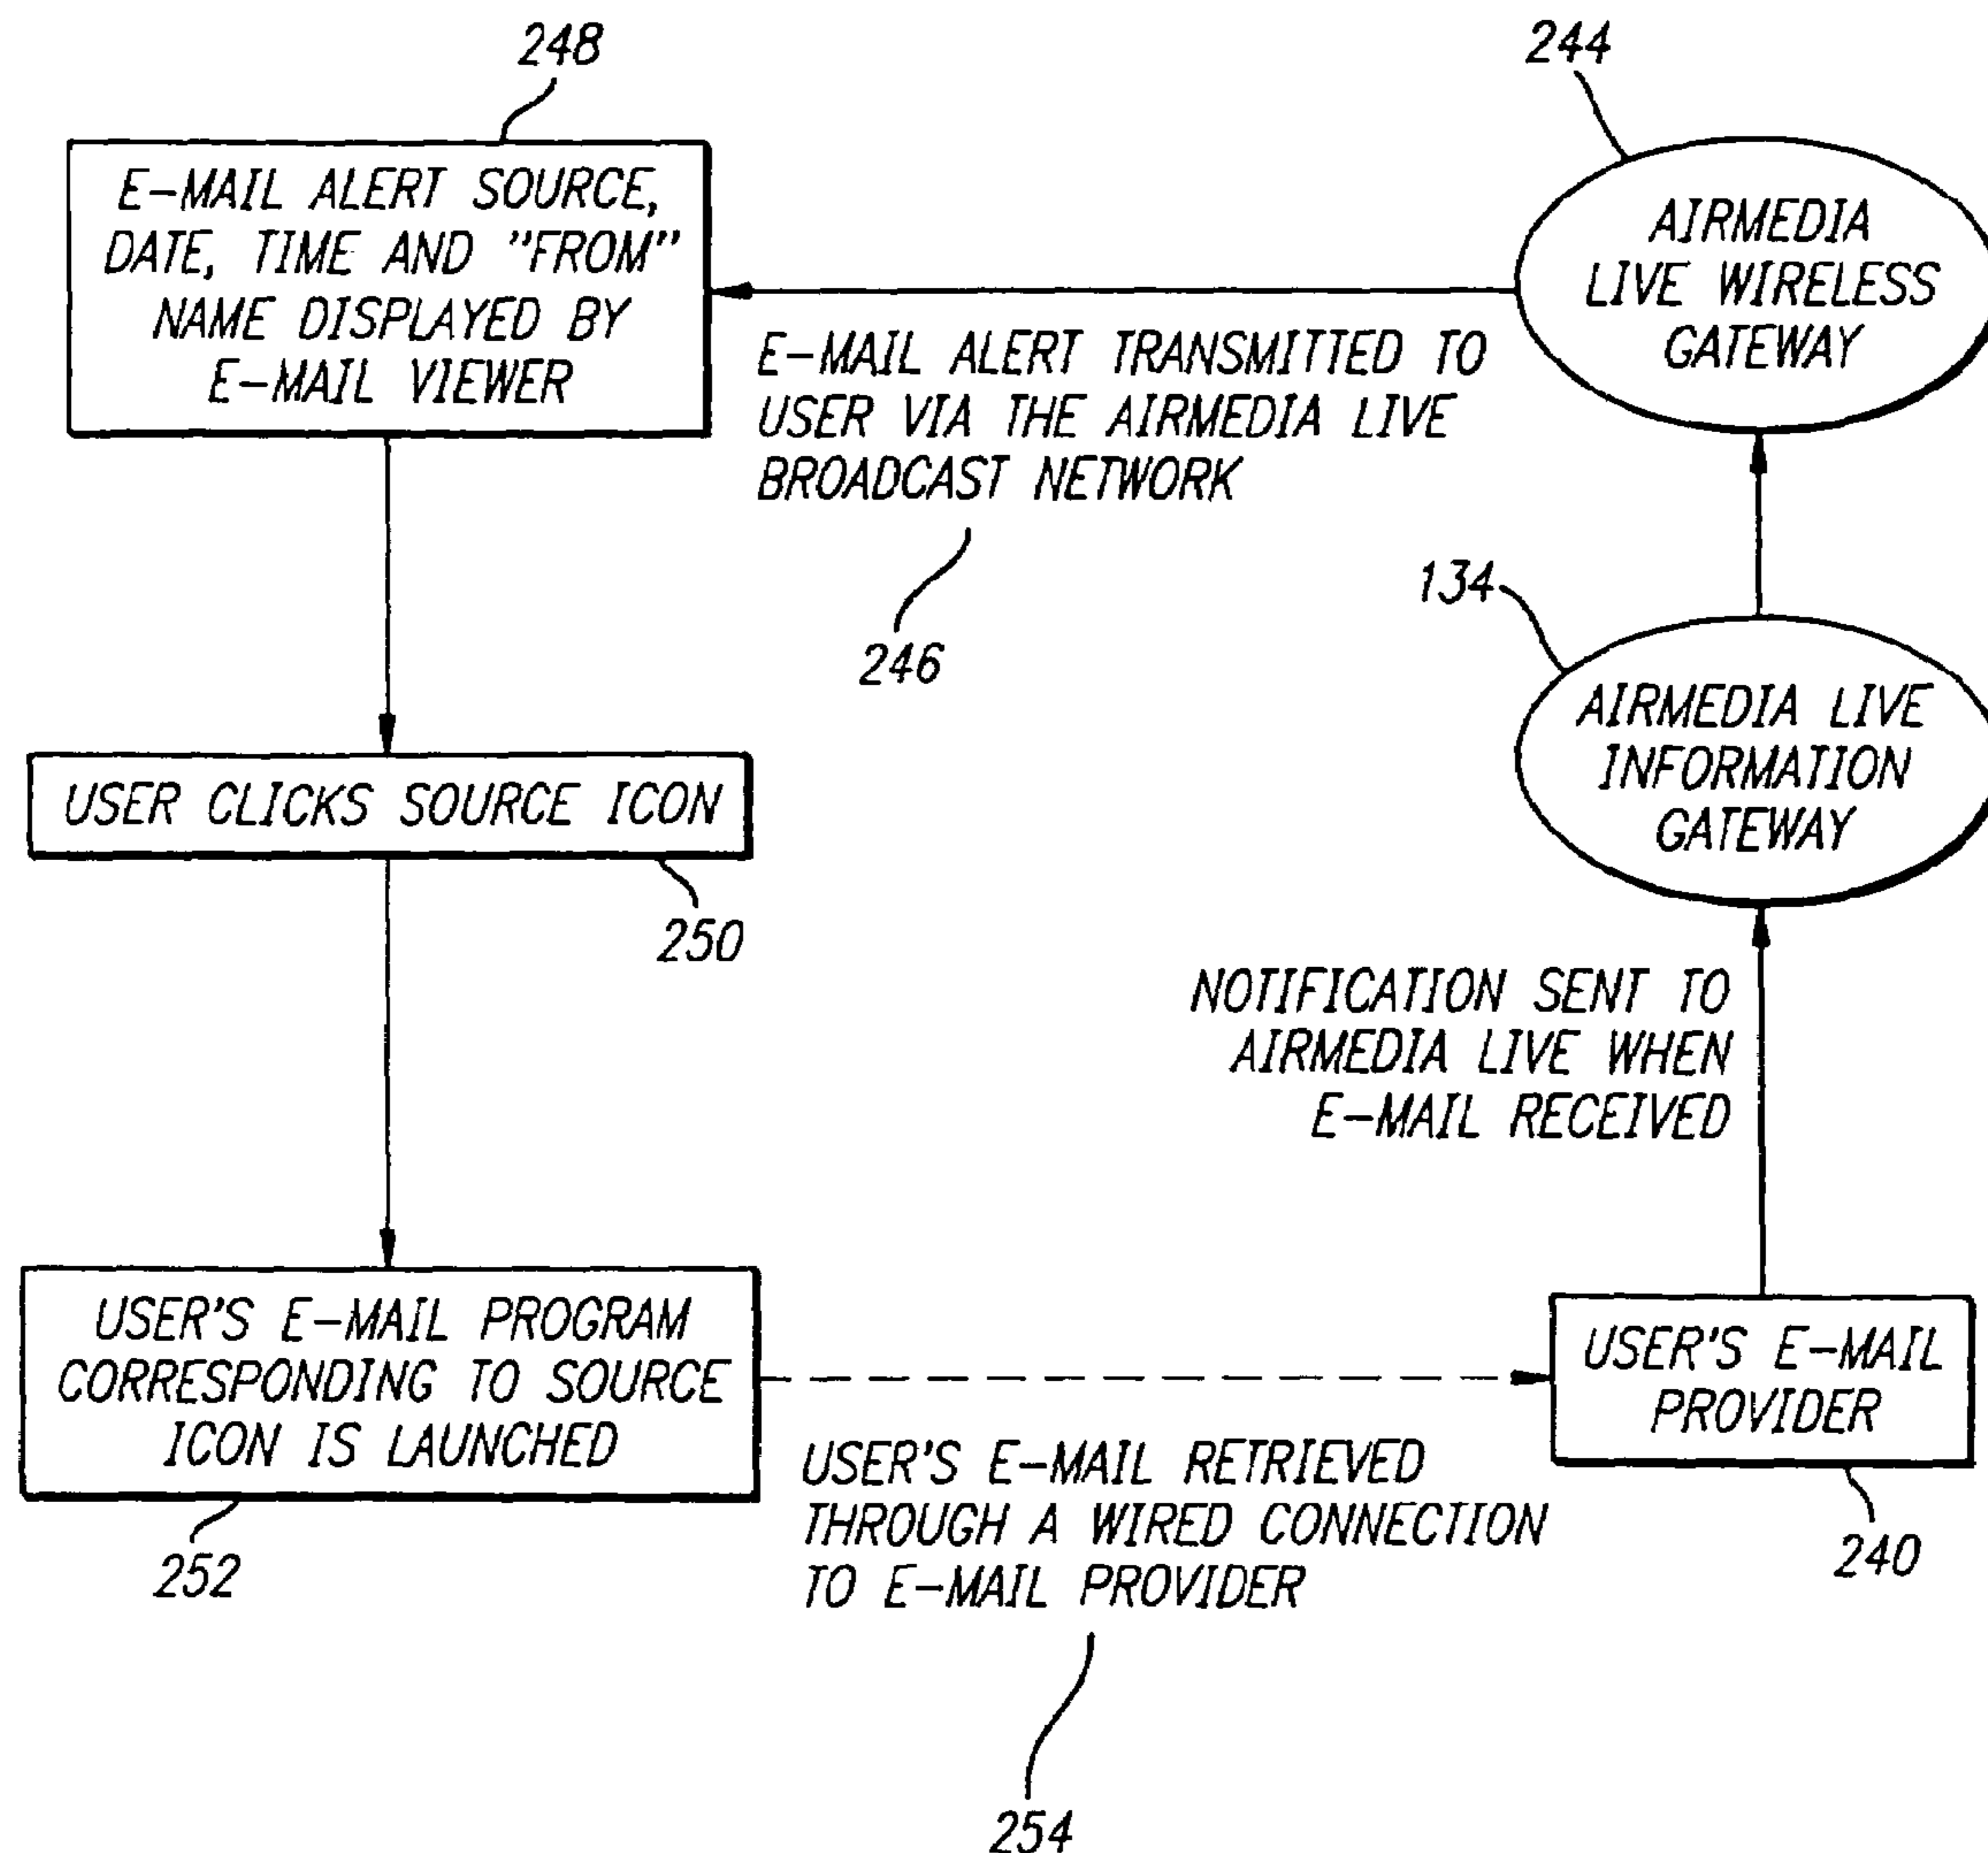 248
244
E-MAIL ALERT SOURCE,
DATE, TIME AND "FROM"
NAME DISPLAYED BY
E-MAIL VIEWER
AIRMEDIA
LIVE WIRELESS
GATEWAY
E-MAIL ALERT TRANSMITTED TO
USER VIA THE AIRMEDIA LIVE
BROADCAST NETWORK
246
134
AIRMEDIA LIVE
INFORMATION
GATEWAY
USER CLICKS SOURCE ICON
250
NOTIFICATION SENT TO
AIRMEDIA LIVE WHEN
E-MAIL RECEIVED
USER'S E-MAIL PROGRAM
CORRESPONDING TO SOURCE
ICON IS LAUNCHED
252
USER'S E-MAIL
PROVIDER
240
USER'S E-MAIL RETRIEVED
THROUGH A WIRED CONNECTION
TO E-MAIL PROVIDER
254